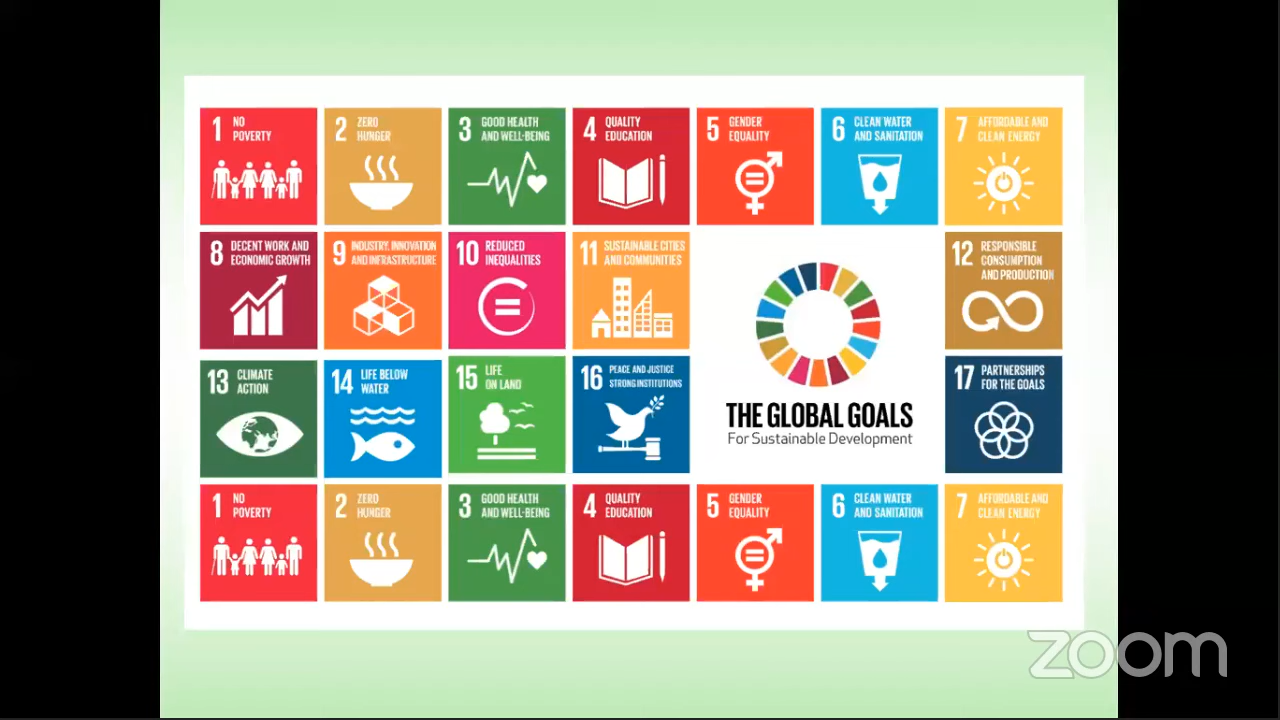 1 NO
POVERTY
2 ZERO
HUNGER
3 GOOD HEALTH
AND WELL-BEING
4 QUALITY
EDUCATION
5 GENDER
EQUALITY
6 CLEAN WATER
AND SANITATION
7 AFFORDABLE AND
CLEAN ENERGY
8 DECENT WORK AND
ECONOMIC GROWTH
9 INDUSTRY, INNOVATION
AND INFRASTRUCTURE
10 REDUCED
INEQUALITIES
11 SUSTAINABLE CITIES
AND COMMUNITIES
12 RESPONSIBLE
CONSUMPTION
AND PRODUCTION
13 CLIMATE
ACTION
14 LIFE BELOW
WATER
15 LIFE
ON LAND
16 PEACE AND JUSTICE
STRONG INSTITUTIONS
THE GLOBAL GOALS
For Sustainable Development
17 PARTNERSHIPS
FOR THE GOALS
1 NO
POVERTY
2 ZERO
HUNGER
3 GOOD HEALTH
AND WELL-BEING
4 QUALITY
EDUCATION
5 GENDER
EQUALITY
6 CLEAN WATER
AND SANITATION
7 AFFORDABLE AND
CLEAN ENERGY
zoom